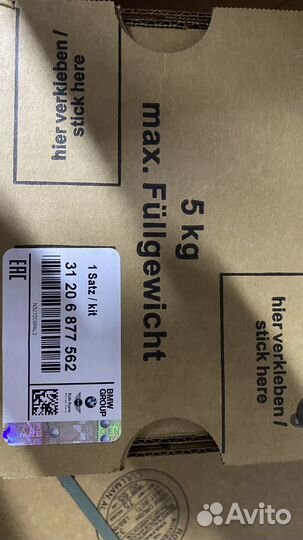 hier verkleben /
stick here
5 kg
max. Füllgewicht
hier verkleben /
stick here
1 Satz / kit
31 20 6 877 562
EAC
BMW
GROUP
Avito